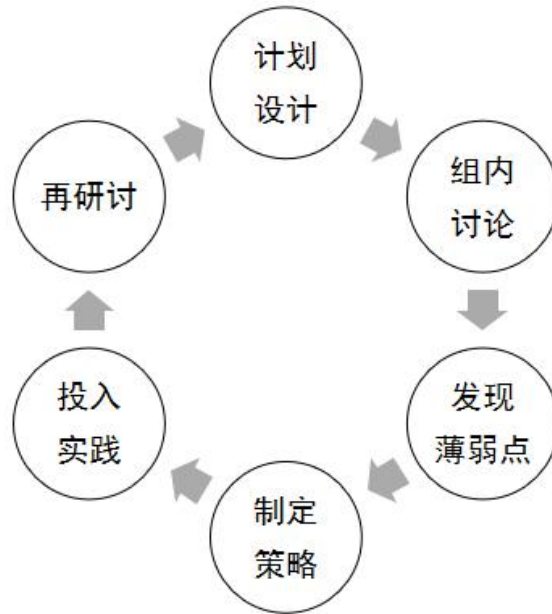 计划
设计
组内
讨论
发现
薄弱点
制定
策略
投入
实践
再研讨